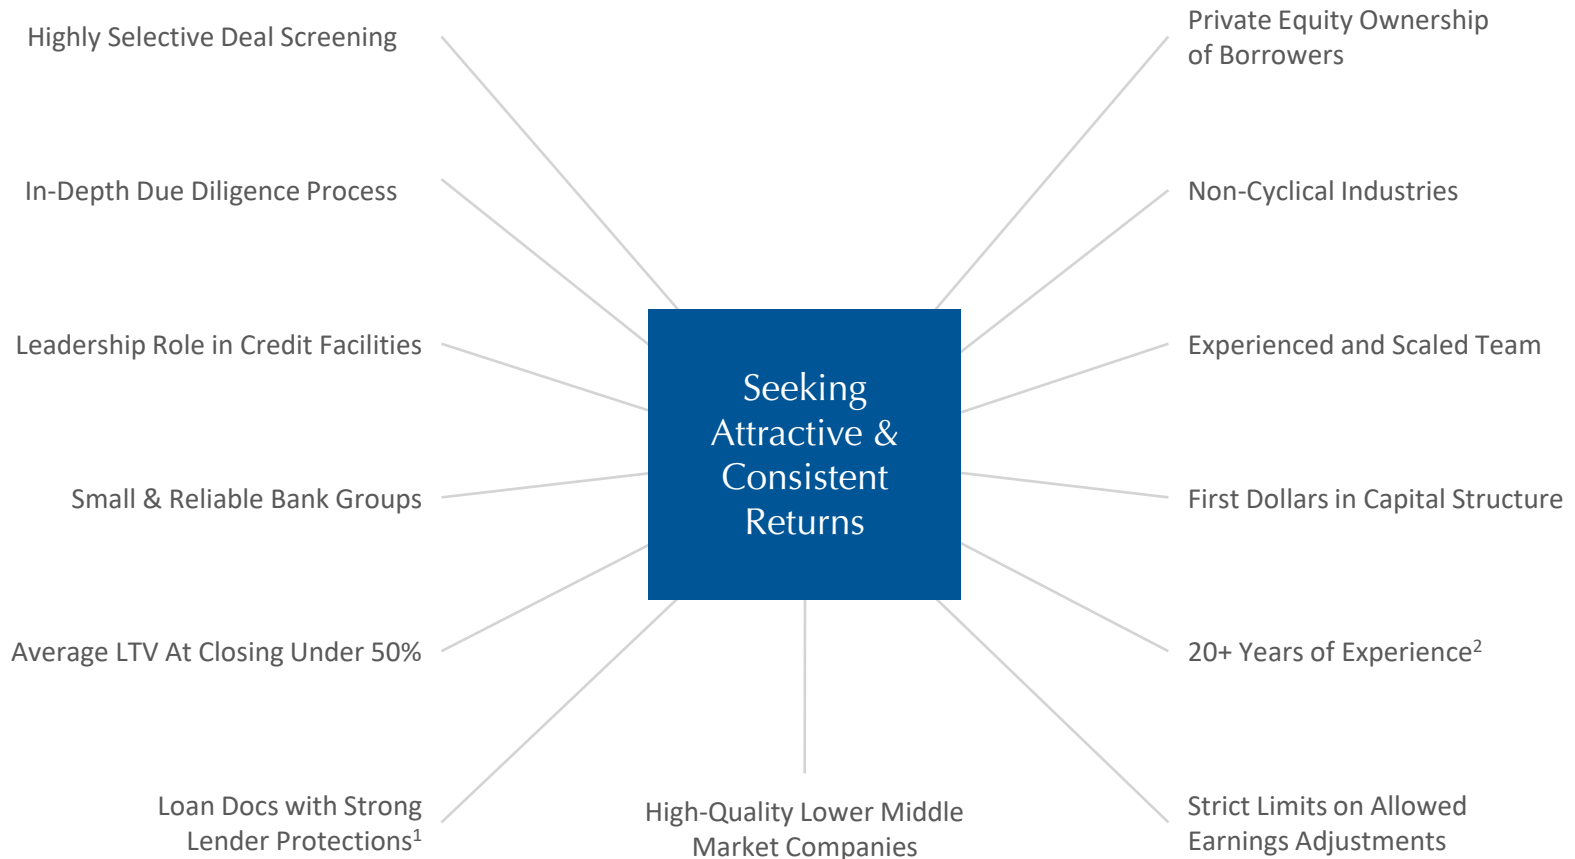 Highly Selective Deal Screening
In-Depth Due Diligence Process
Leadership Role in Credit Facilities
Small & Reliable Bank Groups
Average LTV At Closing Under 50%
Loan Docs with Strong
Lender Protections¹
Seeking
Attractive &
Consistent
Returns
High-Quality Lower Middle
Market Companies
Private Equity Ownership
of Borrowers
Non-Cyclical Industries
Experienced and Scaled Team
First Dollars in Capital Structure
20+ Years of Experience²
Strict Limits on Allowed
Earnings Adjustments